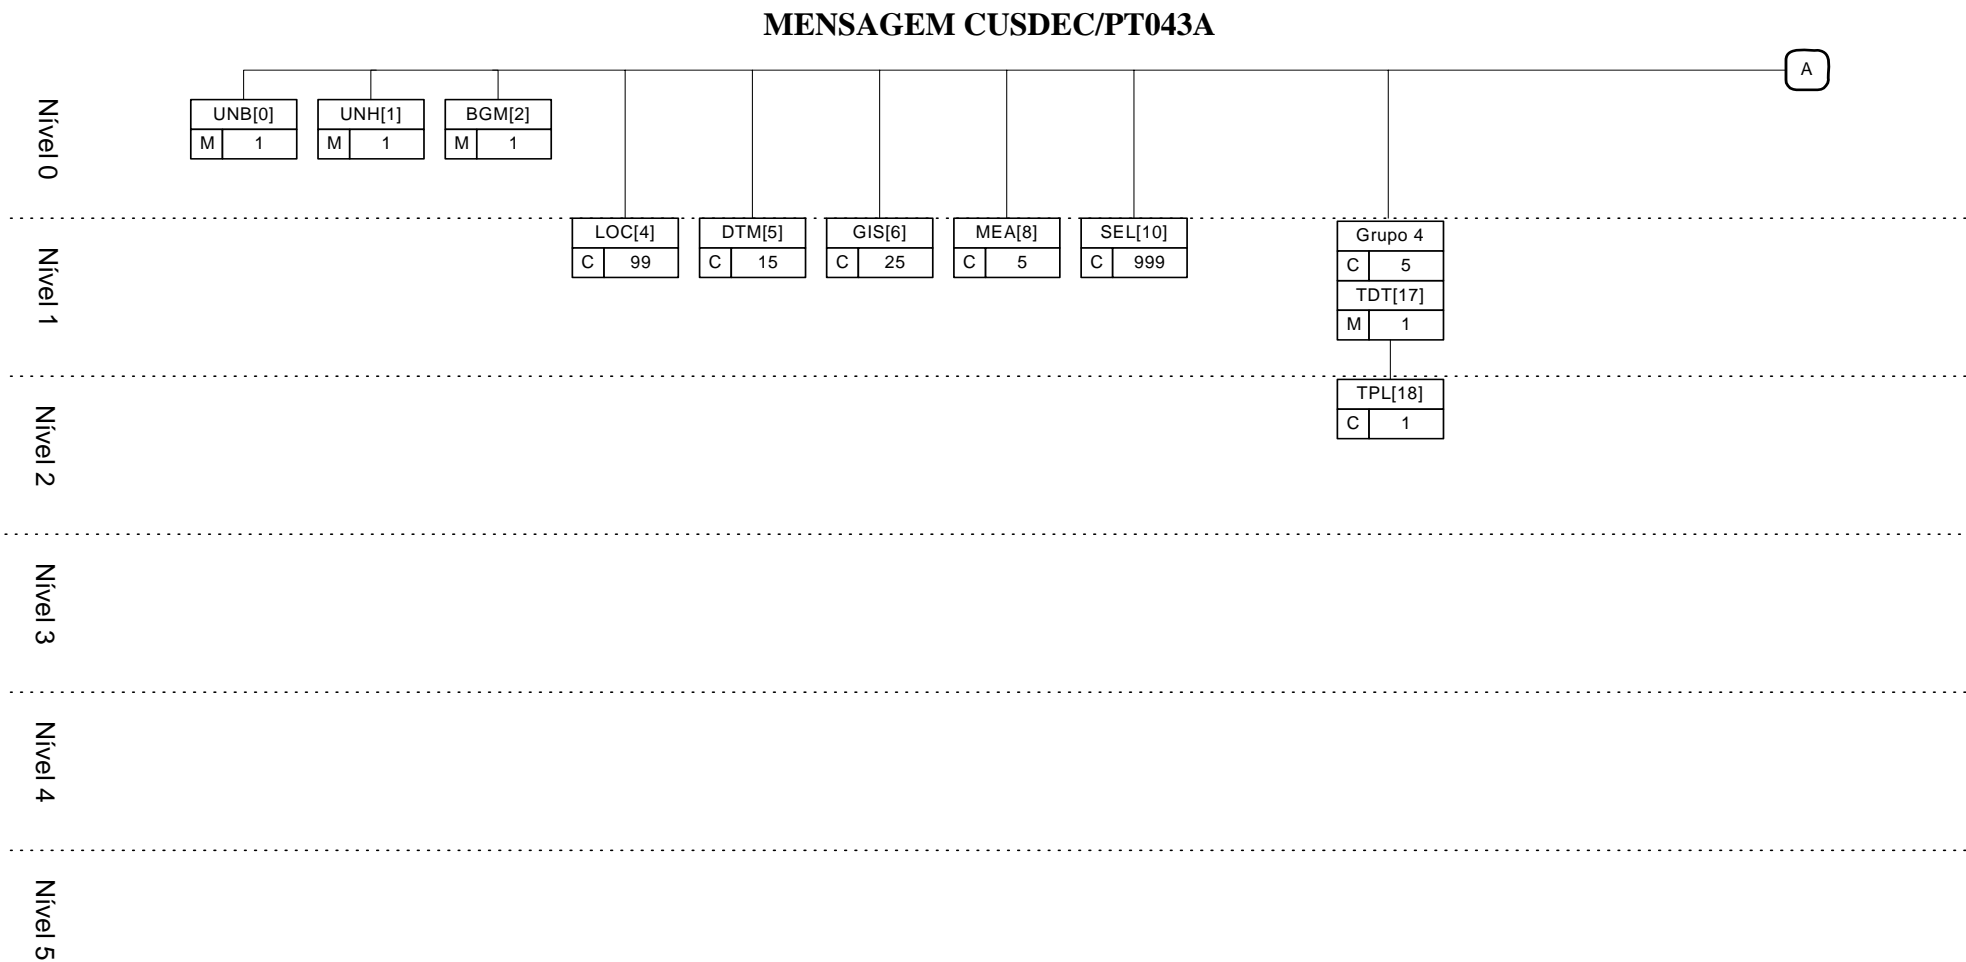 MENSAGEM CUSDEC/PT043A
A
Nível 0
UNB[0]
M 1
UNH[1]
M 1
BGM[2]
M 1
Nível 1
LOC[4]
C 99
DTM[5]
C 15
GIS[6]
C 25
MEA[8]
C 5
SEL[10]
C 999
Grupo 4
C 5
TDT[17]
M 1
Nível 2
TPL[18]
C 1
Nível 3
Nível 4
Nível 5